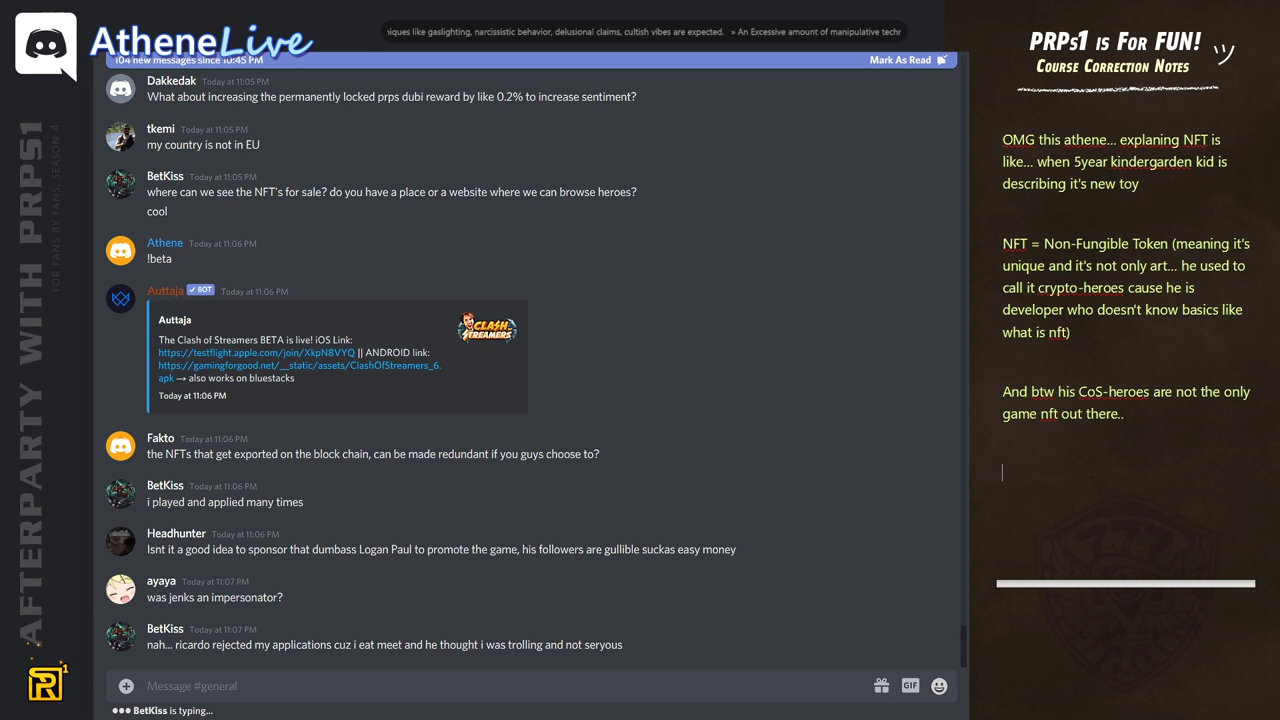 AtheneLive
iques like gaslighting, narcissistic behavior, delusional claims, cultish vibes are expected. » An Excessive amount of manipulative techr
104 new messages since 10:45 PM
Mark As Read
Dakkedak Today at 11:05 PM
What about increasing the permanently locked prps dubi reward by like 0.2% to increase sentiment?
tkemi Today at 11:05 PM
my country is not in EU
BetKiss Today at 11:05 PM
where can we see the NFT's for sale? do you have a place or a website where we can browse heroes?
cool
Athene Today at 11:06 PM
!beta
Auttaja BOT Today at 11:06 PM
Auttaja
CLASH OF STREAMERS
The Clash of Streamers BETA is live! iOS Link:
https://testflight.apple.com/join/XkpN8VYQ || ANDROID link:
https://gamingforgood.net/__static/assets/ClashOfStreamers_6.
apk → also works on bluestacks
Today at 11:06 PM
Fakto Today at 11:06 PM
the NFTs that get exported on the block chain, can be made redundant if you guys choose to?
BetKiss Today at 11:06 PM
i played and applied many times
Headhunter Today at 11:06 PM
Isnt it a good idea to sponsor that dumbass Logan Paul to promote the game, his followers are gullible suckas easy money
ayaya Today at 11:07 PM
was jenks an impersonator?
BetKiss Today at 11:07 PM
nah... ricardo rejected my applications cuz i eat meet and he thought i was trolling and not seryous
Message #general
GIF
BetKiss is typing...
AFTERPARTY WITH PRPS1
FOR FANS BY FANS, SEASON 4
R1
PRPs1 is For FUN!
Course Correction Notes
ツ
OMG this athene... explaning NFT is
like... when 5year kindergarden kid is
describing it's new toy
NFT = Non-Fungible Token (meaning it's
unique and it's not only art... he used to
call it crypto-heroes cause he is
developer who doesn't know basics like
what is nft)
And btw his CoS-heroes are not the only
game nft out there..